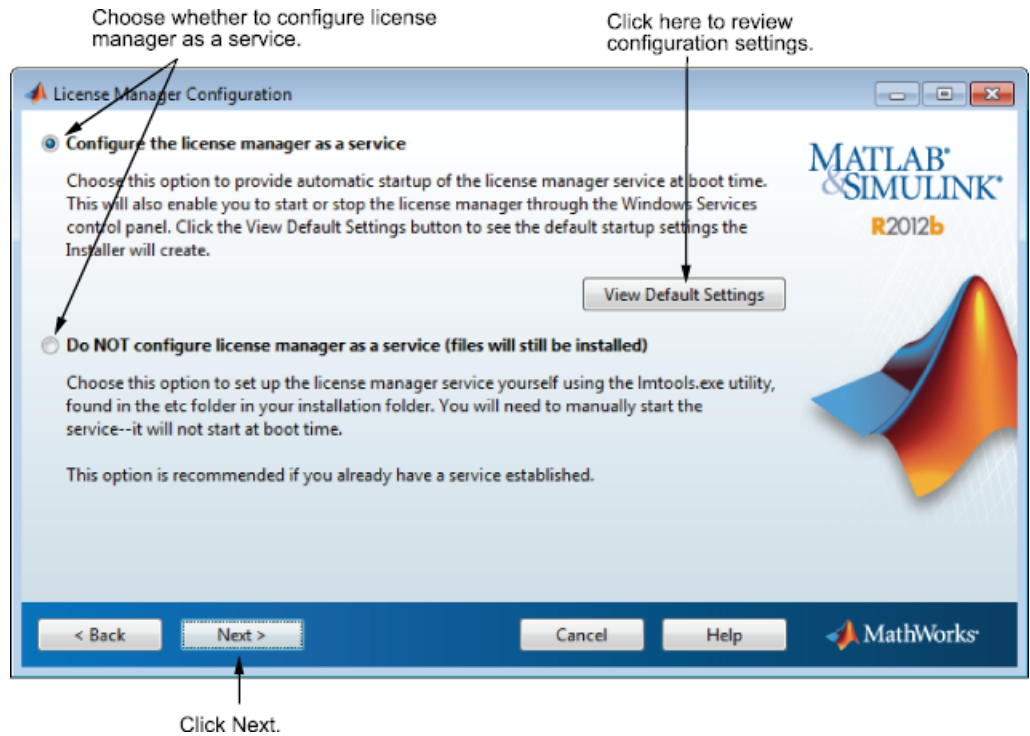 Choose whether to configure license
manager as a service.
Click here to review
configuration settings.
License Manager Configuration
Configure the license manager as a service
Choose this option to provide automatic startup of the license manager service at boot time.
This will also enable you to start or stop the license manager through the Windows Services
control panel. Click the View Default Settings button to see the default startup settings the
Installer will create.
View Default Settings
Do NOT configure license manager as a service (files will still be installed)
Choose this option to set up the license manager service yourself using the lmtools.exe utility,
found in the etc folder in your installation folder. You will need to manually start the
service--it will not start at boot time.
This option is recommended if you already have a service established.
MATLAB®
&SIMULINK®
R2012b
< Back
Next >
Cancel
Help
MathWorks®
Click Next.